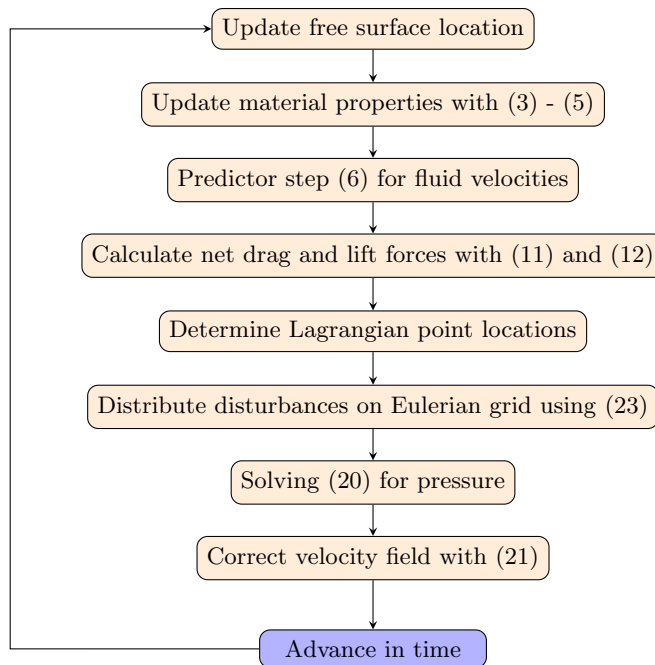 Update free surface location
Update material properties with (3) - (5)
Predictor step (6) for fluid velocities
Calculate net drag and lift forces with (11) and (12)
Determine Lagrangian point locations
Distribute disturbances on Eulerian grid using (23)
Solving (20) for pressure
Correct velocity field with (21)
Advance in time